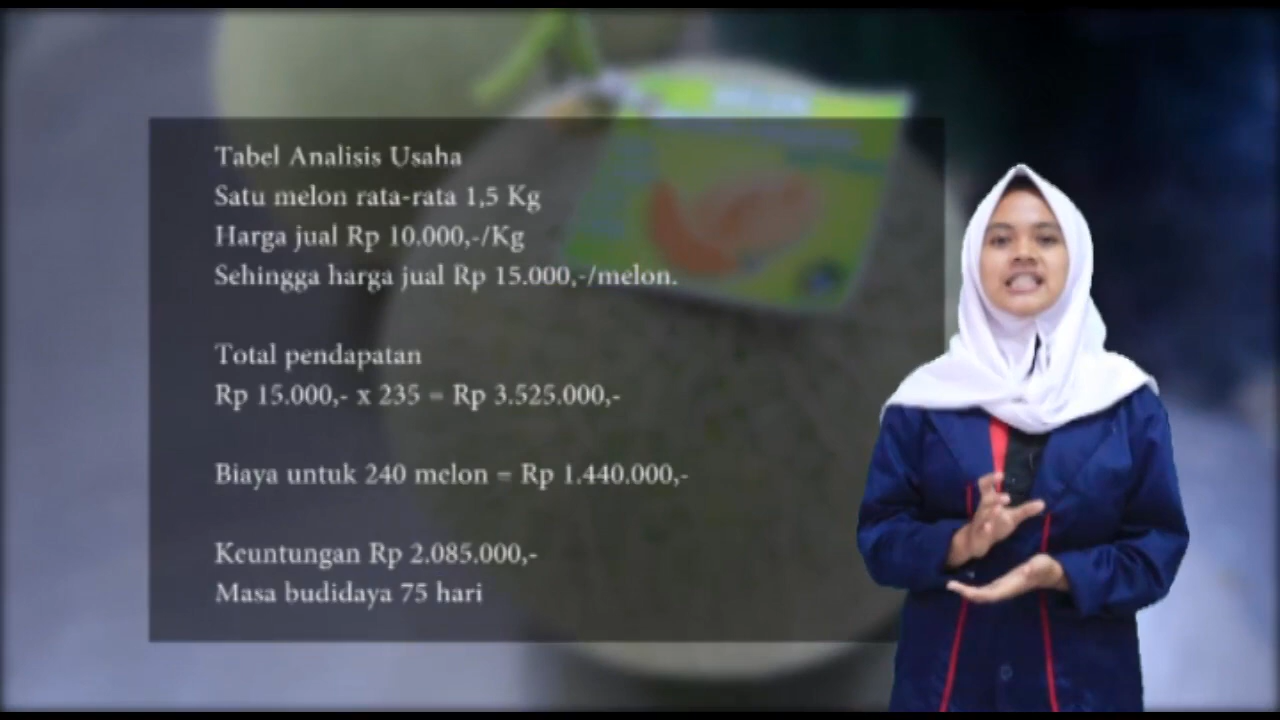 Tabel Analisis Usaha
Satu melon rata-rata 1,5 Kg
Harga jual Rp 10.000,-/Kg
Sehingga harga jual Rp 15.000,-/melon.
Total pendapatan
Rp 15.000,- x 235 = Rp 3.525.000,-
Biaya untuk 240 melon = Rp 1.440.000,-
Keuntungan Rp 2.085.000,-
Masa budidaya 75 hari